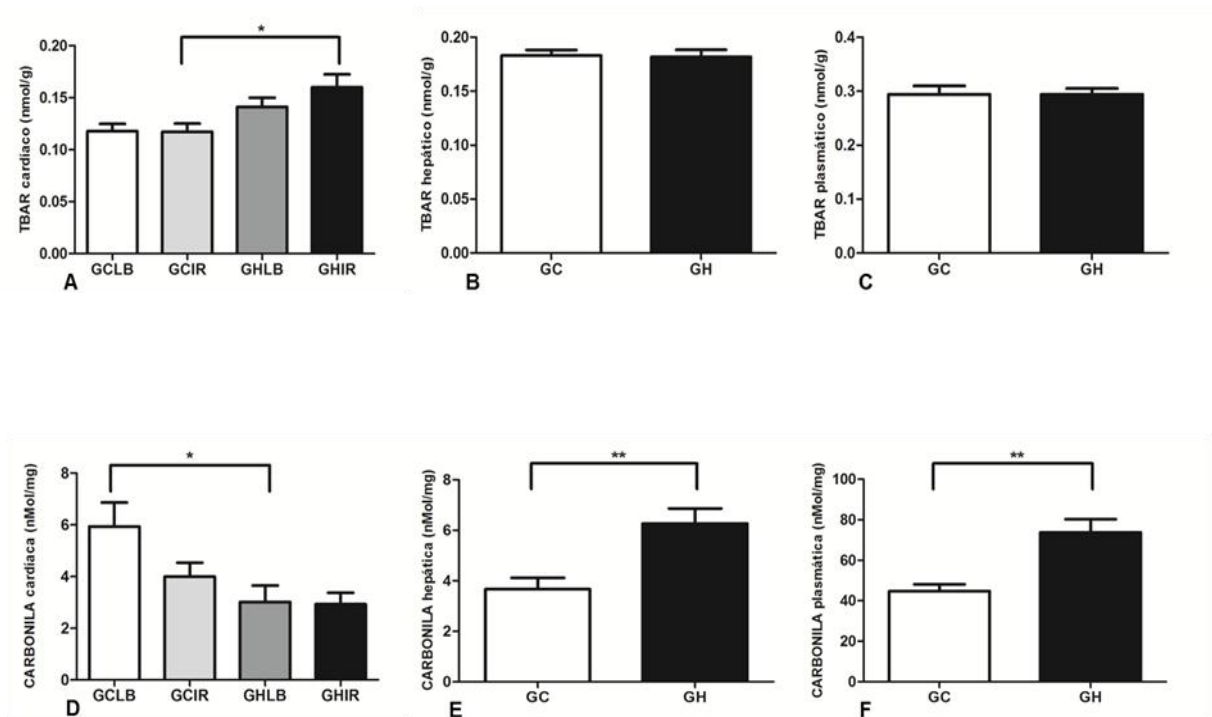 *
TBAR cardiaco (nmol/g)
0.20
0.15
0.10
0.05
0.00
GCLB GCIR GHLB GHIR
A
TBAR hepático (nmol/g)
0.20
0.15
0.10
0.05
0.00
GC GH
B
TBAR plasmático (nmol/g)
0.4
0.3
0.2
0.1
0.0
GC GH
C
*
CARBONILA cardiaca (nMol/mg)
8
6
4
2
0
GCLB GCIR GHLB GHIR
D
**
CARBONILA hepática (nMol/mg)
8
6
4
2
0
GC GH
E
**
CARBONILA plasmática (nMol/mg)
100
80
60
40
20
0
GC GH
F